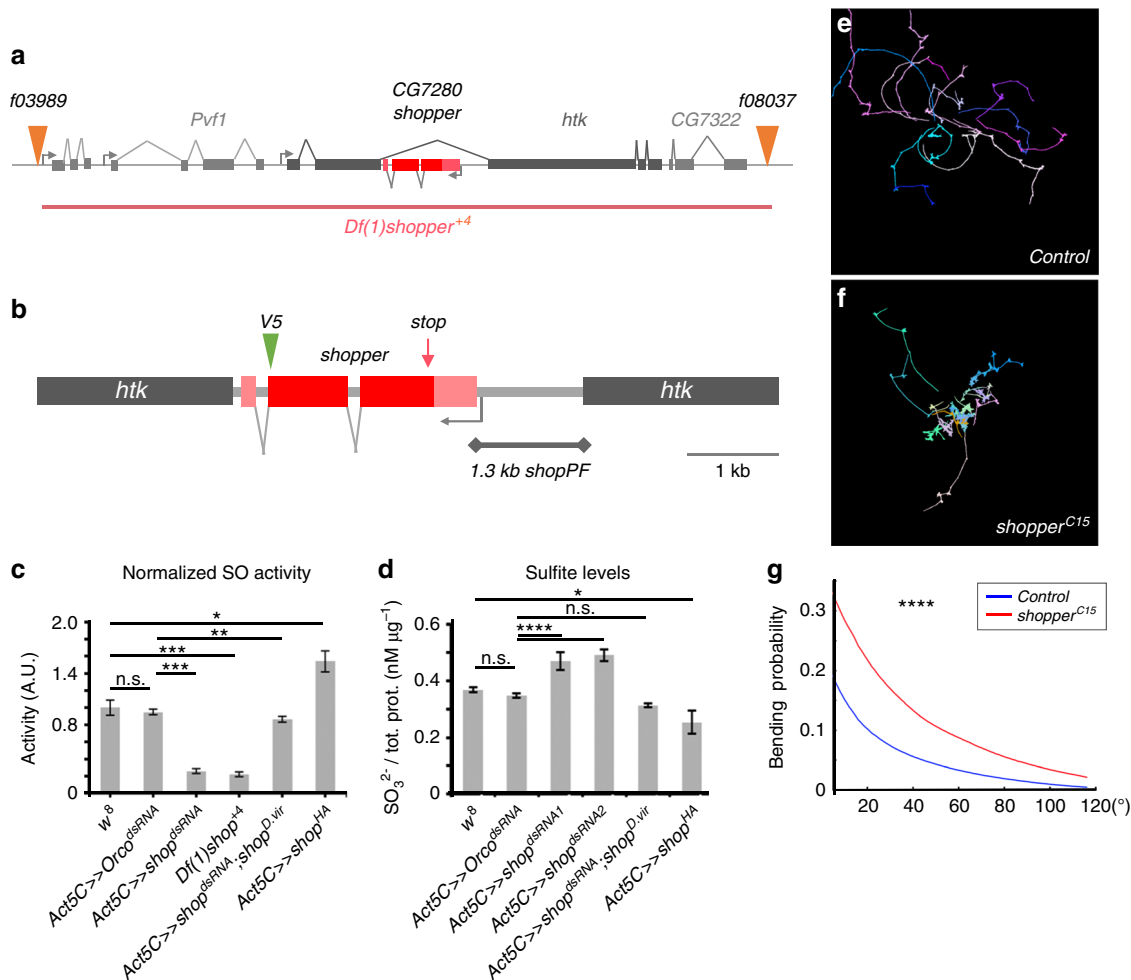 a
f03989
Pvf1
CG7280
shopper
htk
CG7322
f08037
Df(1)shopper+4
b
V5
stop
htk
shopper
htk
1.3 kb shopPF
1 kb
c
Normalized SO activity
Activity (A.U.)
2.0
1.4
0.8
0
*
**
***
n.s.
***
w8
Act5C>>OrcodsRNA
Act5C>>shopdsRNA
Df(1)shop+4
Act5C>>shopdsRNA;shopD.vir
Act5C>>shopHA
d
Sulfite levels
SO32-/ tot. prot. (nM µg−1)
0.6
0.4
0.2
0
*
n.s.
****
n.s.
w8
Act5C>>OrcodsRNA
Act5C>>shopdsRNA1
Act5C>>shopdsRNA2
Act5C>>shopdsRNA;shopD.vir
Act5C>>shopHA
e
Control
f
shopperC15
g
Bending probability
0.3
0.2
0.1
0
****
Control
shopperC15
20 40 60 80 100 120(°)